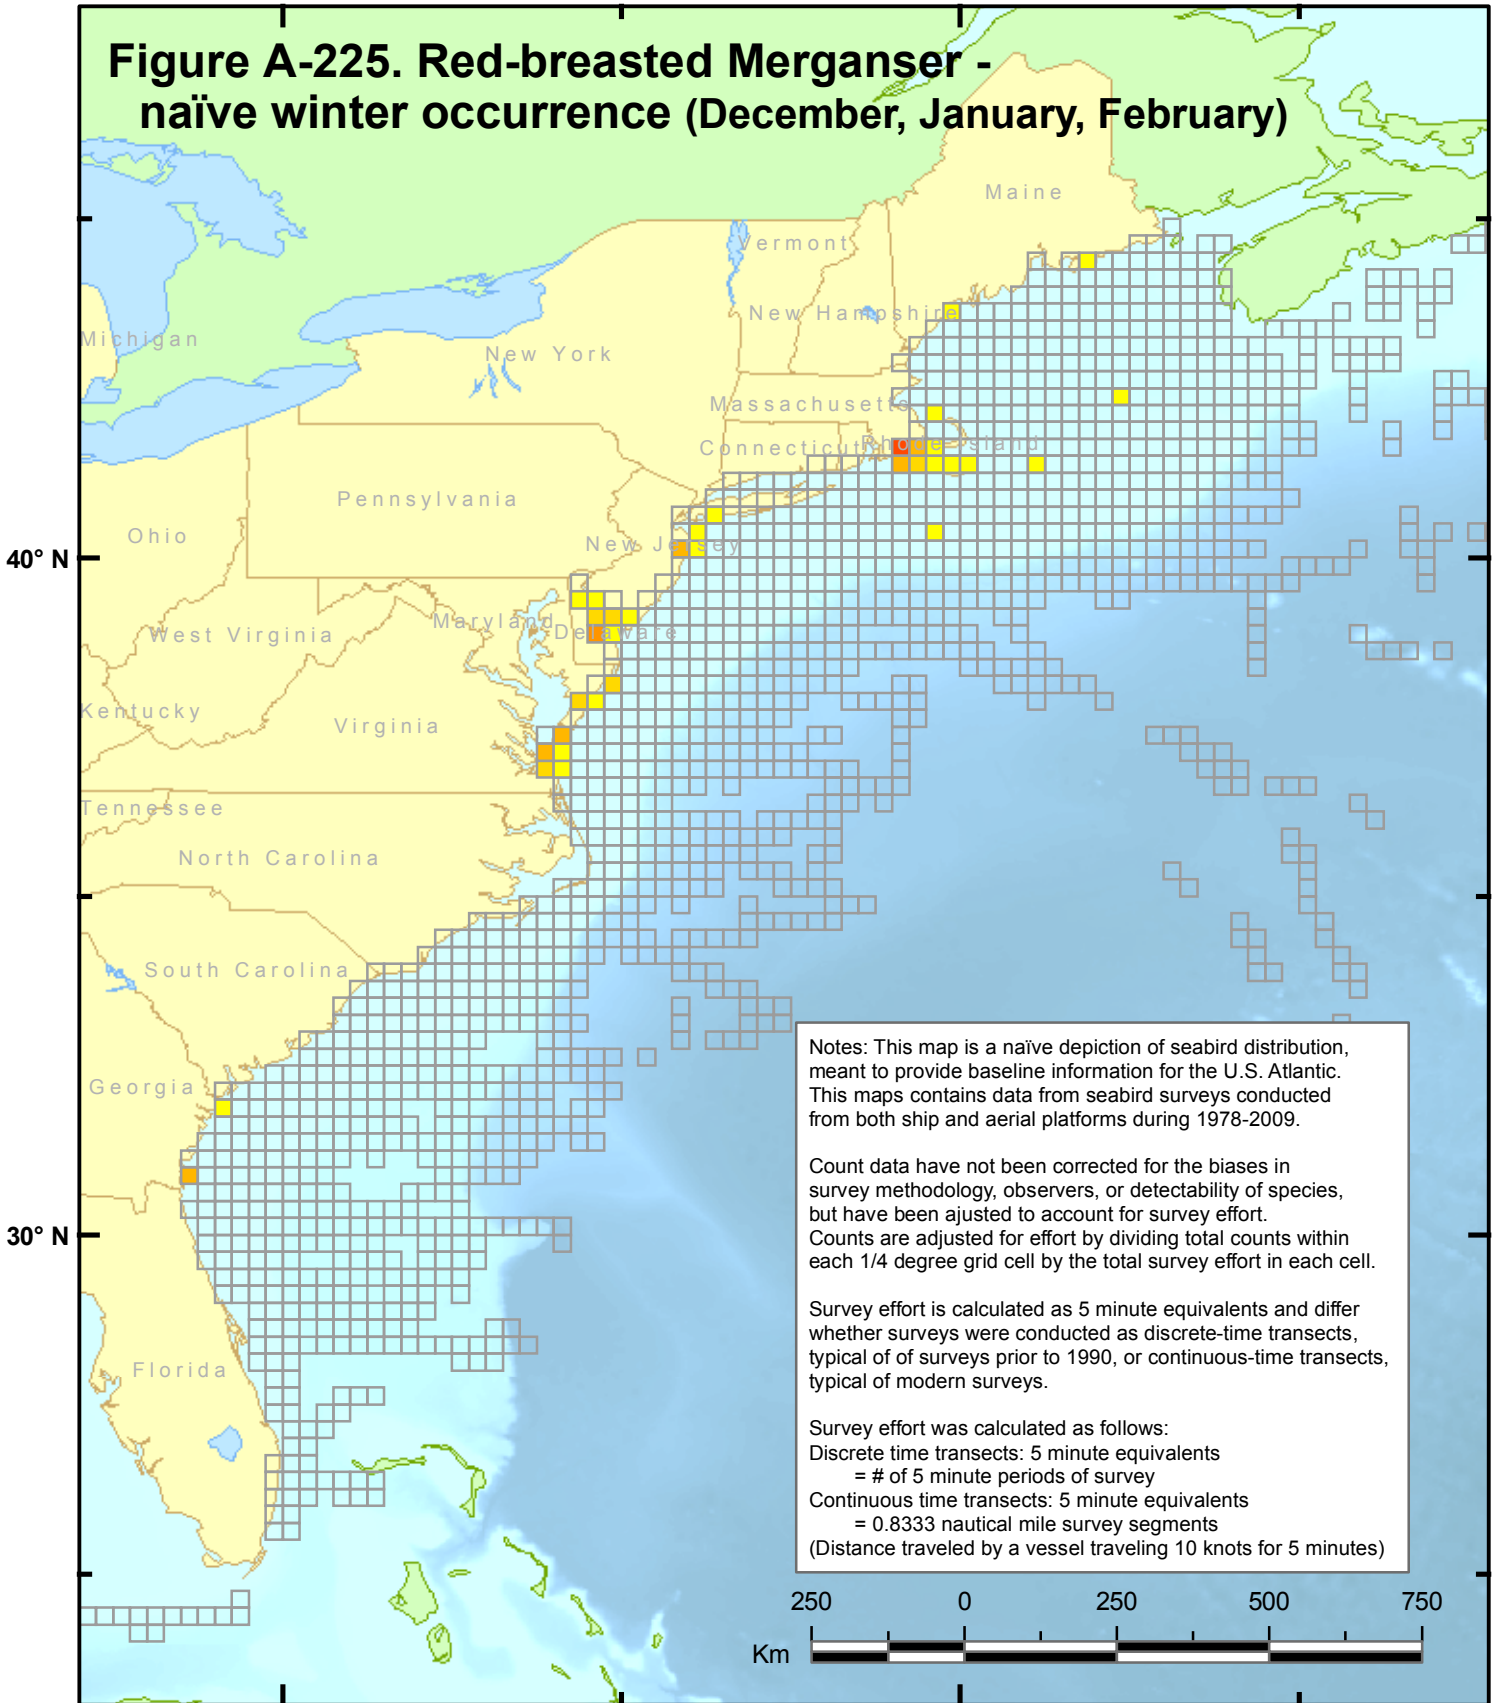 Figure A-225. Red-breasted Merganser -
naïve winter occurrence (December, January, February)
Maine
Vermont
New Hampshire
Michigan
New York
Massachusetts
Connecticut
Rhode Island
Pennsylvania
Ohio
New Jersey
40° N
Maryland
Delaware
West Virginia
Kentucky
Virginia
Tennessee
North Carolina
South Carolina
Georgia
30° N
Florida
Notes: This map is a naïve depiction of seabird distribution,
meant to provide baseline information for the U.S. Atlantic.
This maps contains data from seabird surveys conducted
from both ship and aerial platforms during 1978-2009.
Count data have not been corrected for the biases in
survey methodology, observers, or detectability of species,
but have been ajusted to account for survey effort.
Counts are adjusted for effort by dividing total counts within
each 1/4 degree grid cell by the total survey effort in each cell.
Survey effort is calculated as 5 minute equivalents and differ
whether surveys were conducted as discrete-time transects,
typical of of surveys prior to 1990, or continuous-time transects,
typical of modern surveys.
Survey effort was calculated as follows:
Discrete time transects: 5 minute equivalents
= # of 5 minute periods of survey
Continuous time transects: 5 minute equivalents
= 0.8333 nautical mile survey segments
(Distance traveled by a vessel traveling 10 knots for 5 minutes)
250 0 250 500 750
Km